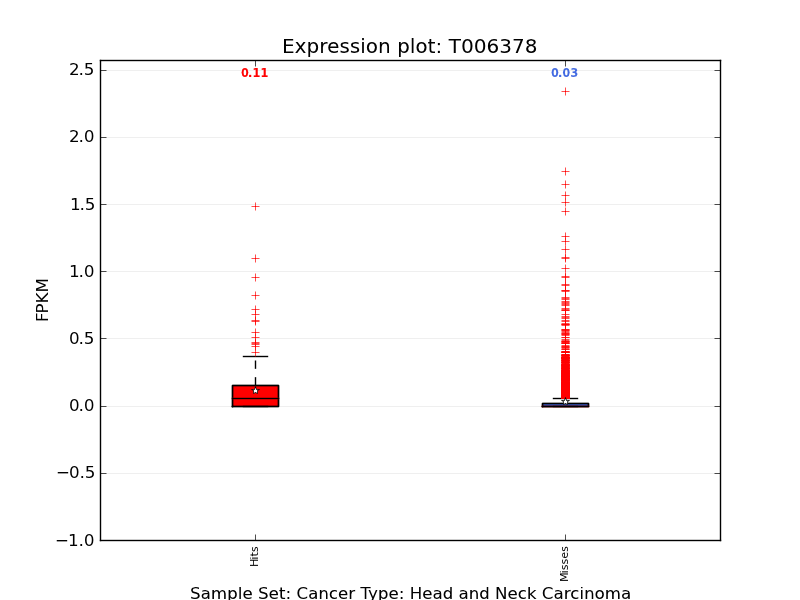 Expression plot: T006378
0.11
0.03
2.5
2.0
1.5
1.0
0.5
0.0
−0.5
−1.0
FPKM
Hits
Misses
Sample Set: Cancer Type: Head and Neck Carcinoma